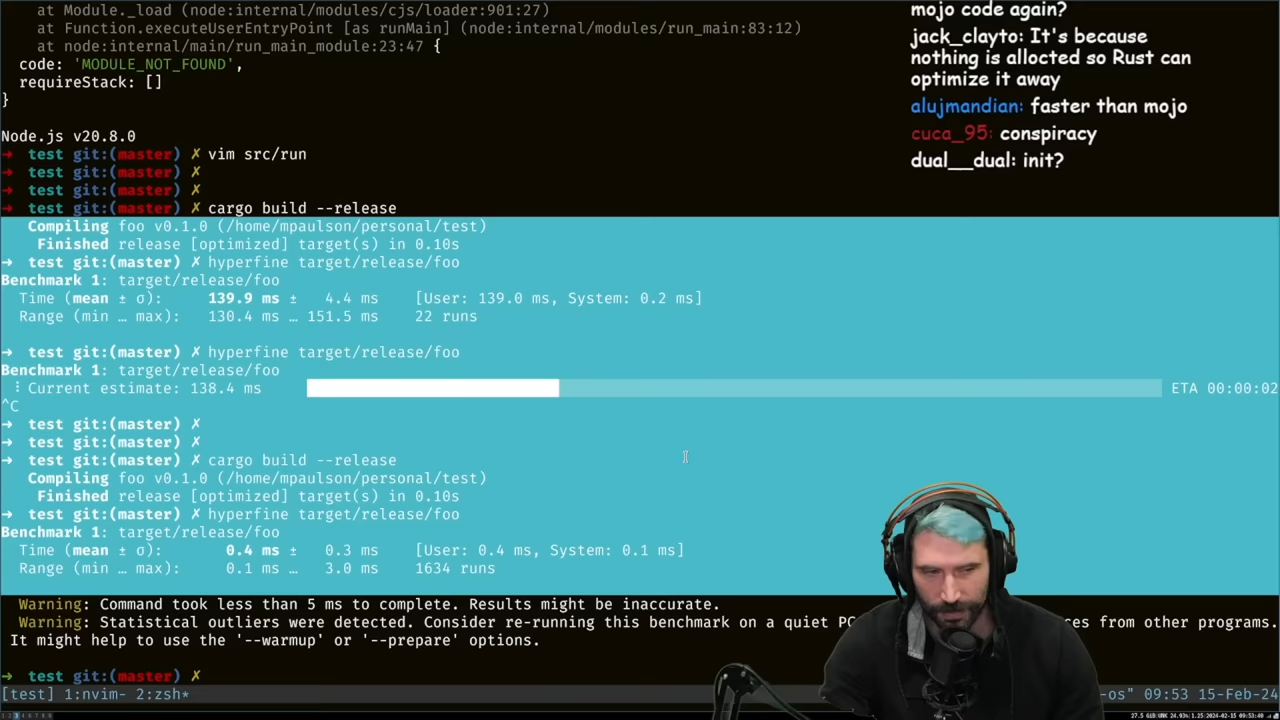 at Module._load (node:internal/modules/cjs/loader:901:27)
    at Function.executeUserEntryPoint [as runMain] (node:internal/modules/run_main:83:12)
    at node:internal/main/run_main_module:23:47 {
  code: 'MODULE_NOT_FOUND',
  requireStack: []
}
Node.js v20.8.0
➜  test git:(master) ✗ vim src/run
➜  test git:(master) ✗
➜  test git:(master) ✗
➜  test git:(master) ✗ cargo build --release
   Compiling foo v0.1.0 (/home/mpaulson/personal/test)
    Finished release [optimized] target(s) in 0.10s
➜  test git:(master) ✗ hyperfine target/release/foo
Benchmark 1: target/release/foo
  Time (mean ± σ):     139.9 ms ±   4.4 ms    [User: 139.0 ms, System: 0.2 ms]
  Range (min … max):   130.4 ms … 151.5 ms    22 runs
➜  test git:(master) ✗ hyperfine target/release/foo
Benchmark 1: target/release/foo
 ⠸ Current estimate: 138.4 ms ETA 00:00:02
^C
➜  test git:(master) ✗
➜  test git:(master) ✗
➜  test git:(master) ✗ cargo build --release
   Compiling foo v0.1.0 (/home/mpaulson/personal/test)
    Finished release [optimized] target(s) in 0.10s
➜  test git:(master) ✗ hyperfine target/release/foo
Benchmark 1: target/release/foo
  Time (mean ± σ):       0.4 ms ±   0.3 ms    [User: 0.4 ms, System: 0.1 ms]
  Range (min … max):     0.1 ms …   3.0 ms    1634 runs
  Warning: Command took less than 5 ms to complete. Results might be inaccurate.
  Warning: Statistical outliers were detected. Consider re-running this benchmark on a quiet PC from other programs.
 It might help to use the '--warmup' or '--prepare' options.
➜  test git:(master) ✗
[test] 1:nvim- 2:zsh* -os" 09:53 15-Feb-24
mojo code again?
jack_clayto: It's because
nothing is allocted so Rust can
optimize it away
alujmandian: faster than mojo
cuca_95: conspiracy
dual__dual: init?